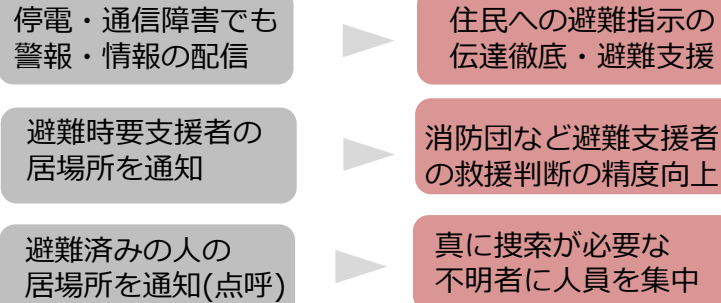 停電・通信障害でも
警報・情報の配信
住民への避難指示の
伝達徹底・避難支援
避難時要支援者の
居場所を通知
消防団など避難支援者
の救援判断の精度向上
避難済みの人の
居場所を通知(点呼)
真に捜索が必要な
不明者に人員を集中